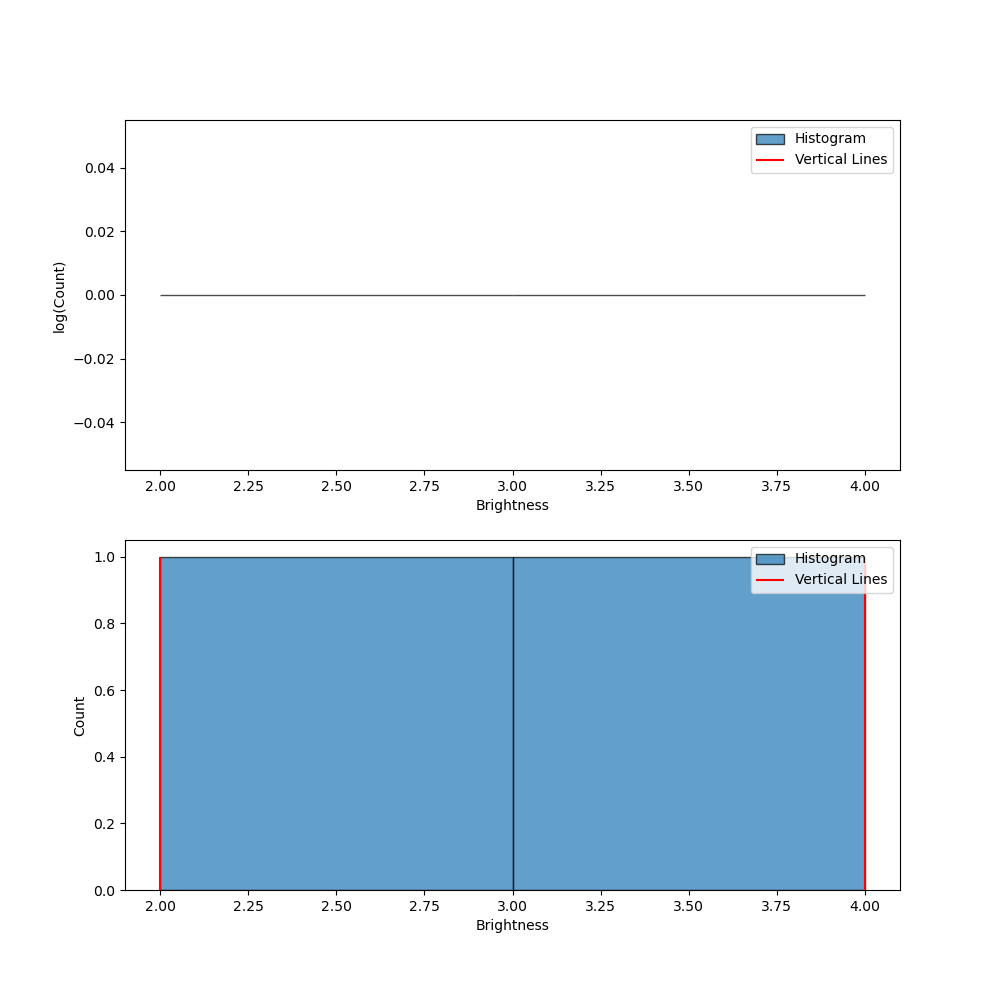 Histogram
Vertical Lines
0.04
0.02
0.00
−0.02
−0.04
log(Count)
2.00 2.25 2.50 2.75 3.00 3.25 3.50 3.75 4.00
Brightness
Histogram
Vertical Lines
1.0
0.8
0.6
0.4
0.2
0.0
Count
2.00 2.25 2.50 2.75 3.00 3.25 3.50 3.75 4.00
Brightness